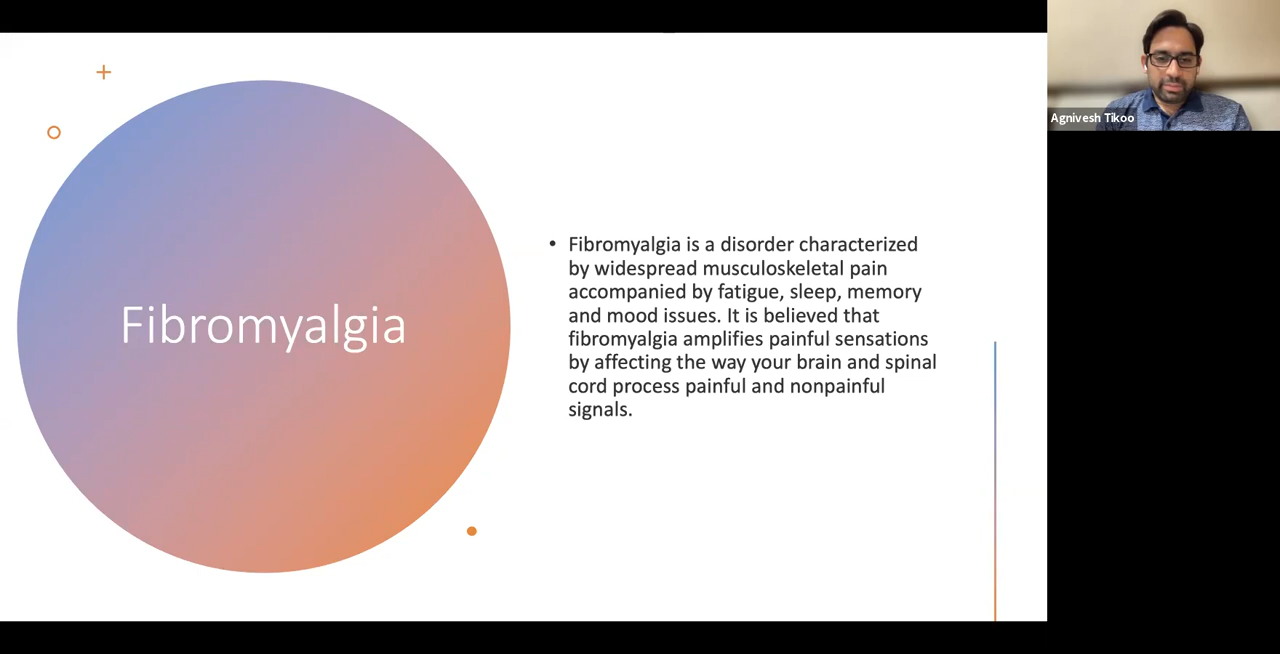 Fibromyalgia
• Fibromyalgia is a disorder characterized
by widespread musculoskeletal pain
accompanied by fatigue, sleep, memory
and mood issues. It is believed that
fibromyalgia amplifies painful sensations
by affecting the way your brain and spinal
cord process painful and nonpainful
signals.
Agnivesh Tikoo